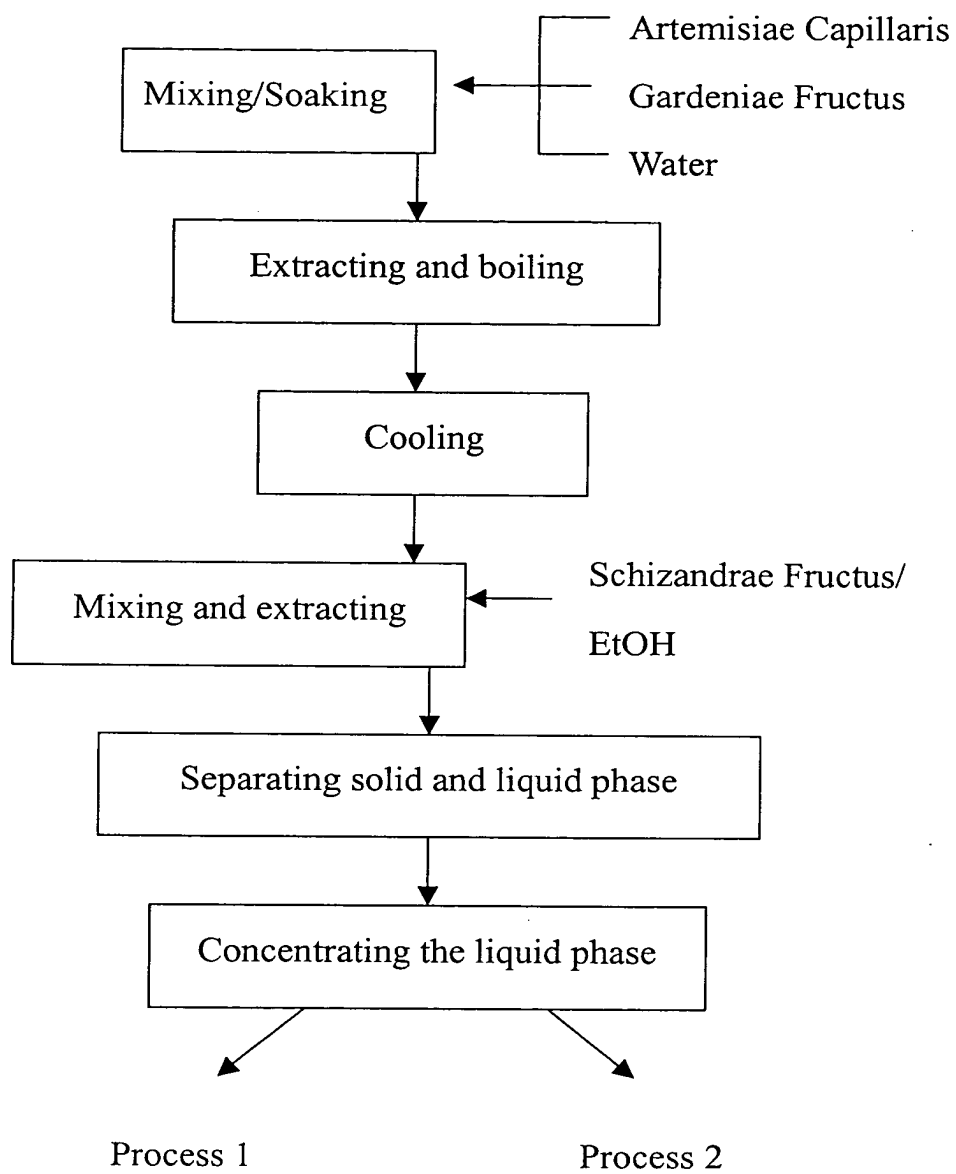 Artemisiae Capillaris
Mixing/Soaking
Gardeniae Fructus
Water
Extracting and boiling
Cooling
Schizandrae Fructus/
Mixing and extracting
EtOH
Separating solid and liquid phase
Concentrating the liquid phase
Process 1
Process 2